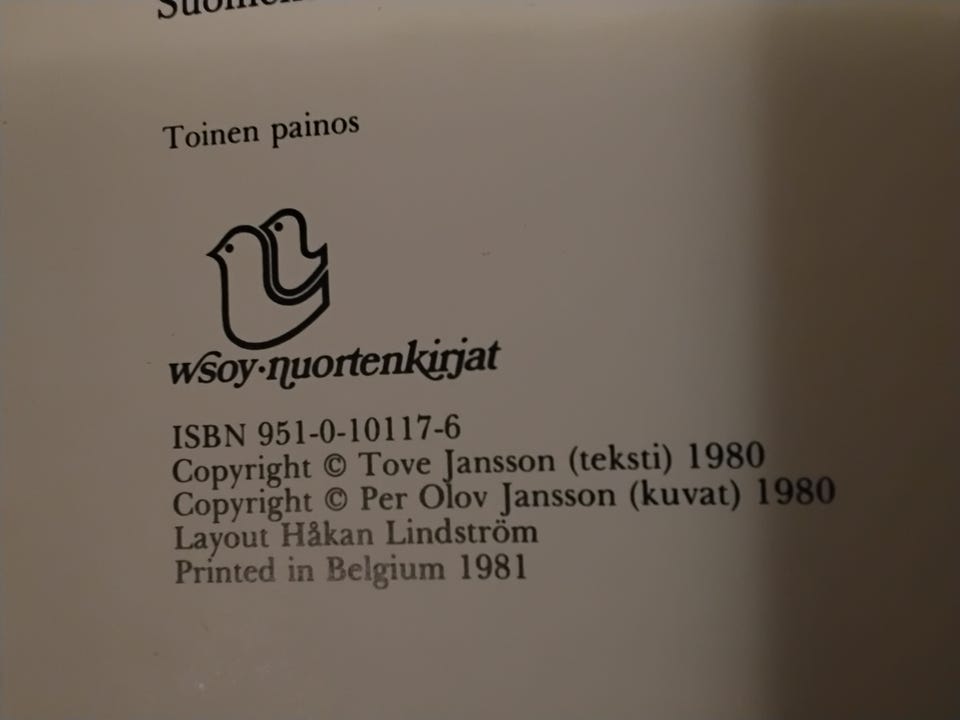 Toinen painos
wsoy·nuortenkirjat
ISBN 951-0-10117-6
Copyright © Tove Jansson (teksti) 1980
Copyright © Per Olov Jansson (kuvat) 1980
Layout Håkan Lindström
Printed in Belgium 1981